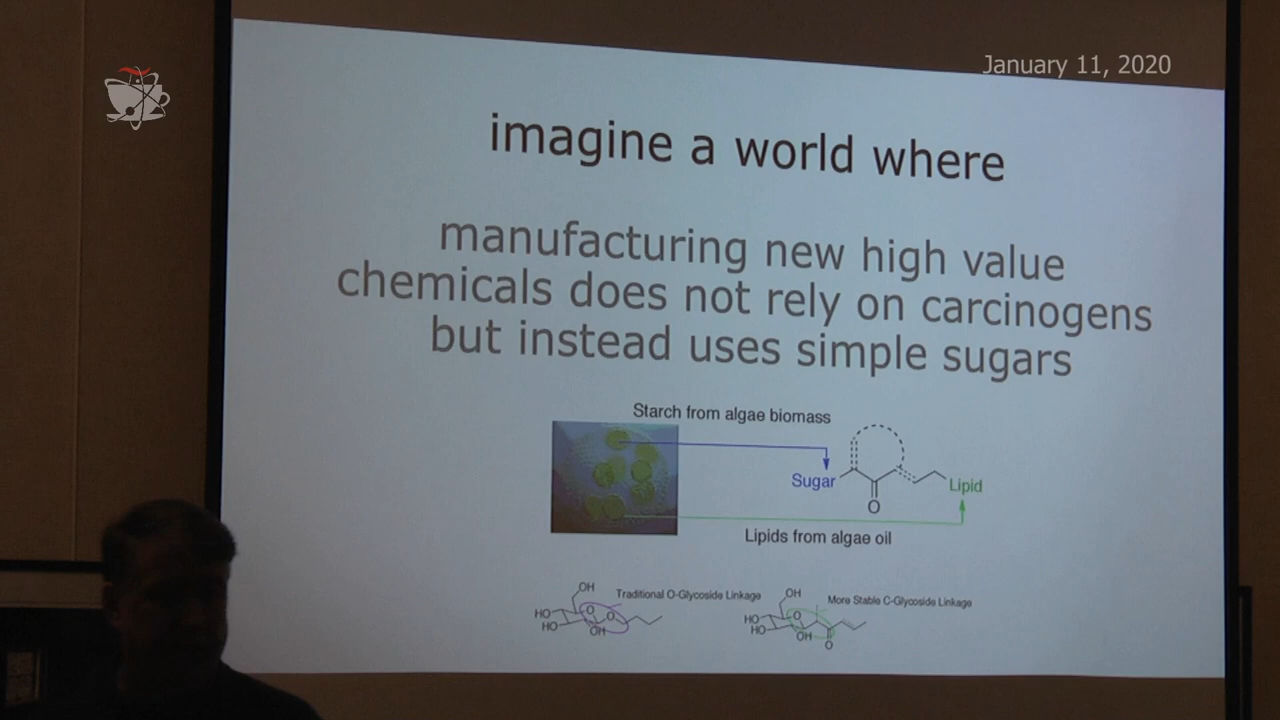 January 11, 2020
imagine a world where
manufacturing new high value
chemicals does not rely on carcinogens
but instead uses simple sugars
Starch from algae biomass
Sugar
O
Lipid
Lipids from algae oil
OH
Traditional O-Glycoside Linkage
HO
O
O
HO
OH
OH
More Stable C-Glycoside Linkage
HO
O
HO
OH
O